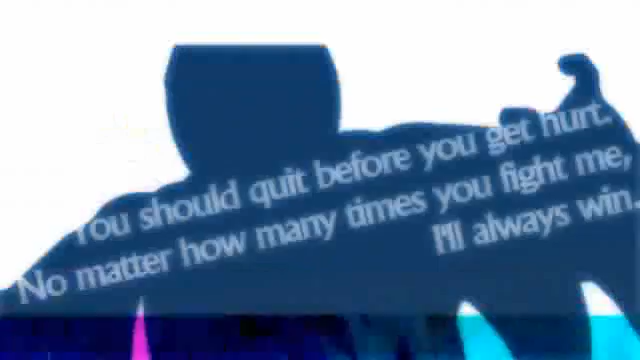 You should quit before you get hurt.
No matter how many times you fight me,
I'll always win.